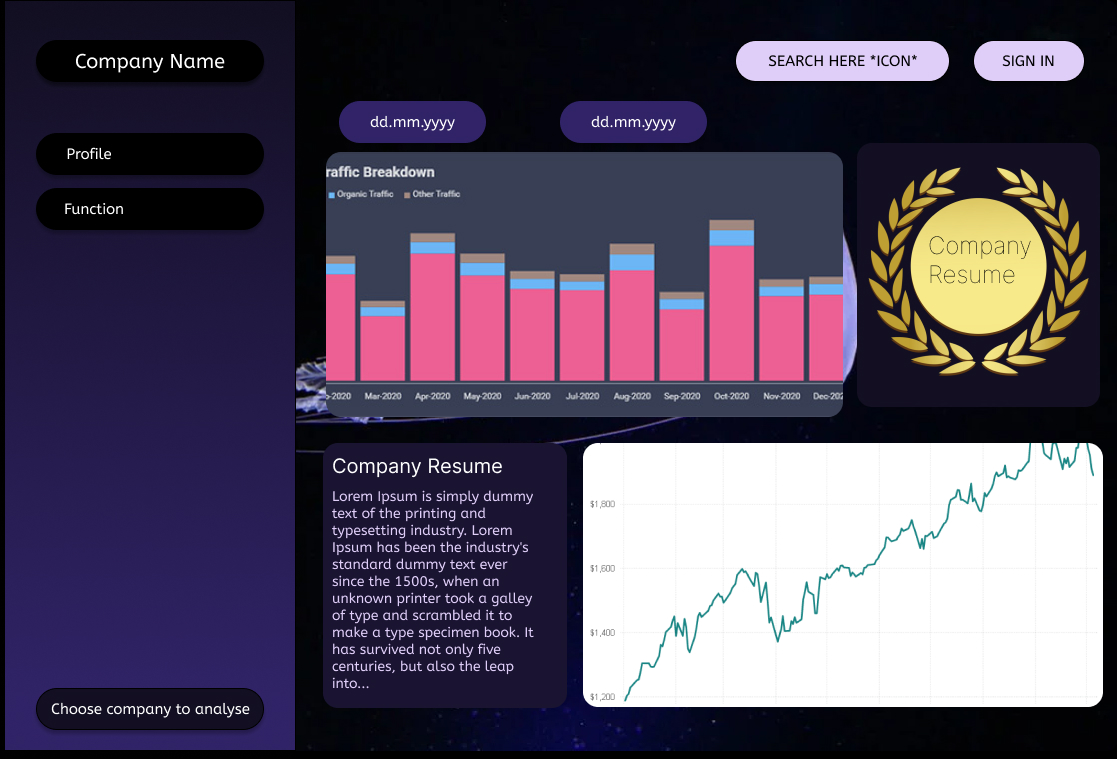 Company Name
SEARCH HERE *ICON*
SIGN IN
dd.mm.yyyy
dd.mm.yyyy
Profile
Function
raffic Breakdown
Organic Traffic
Other Traffic
-2020
Mar-2020
Apr-2020
May-2020
Jun-2020
Jul-2020
Aug-2020
Sep-2020
Oct-2020
Nov-2020
Dec-202
Company
Resume
Company Resume
Lorem Ipsum is simply dummy
text of the printing and
typesetting industry. Lorem
Ipsum has been the industry's
standard dummy text ever
since the 1500s, when an
unknown printer took a galley
of type and scrambled it to
make a type specimen book. It
has survived not only five
centuries, but also the leap
into...
$1,800
$1,600
$1,400
$1,200
Choose company to analyse